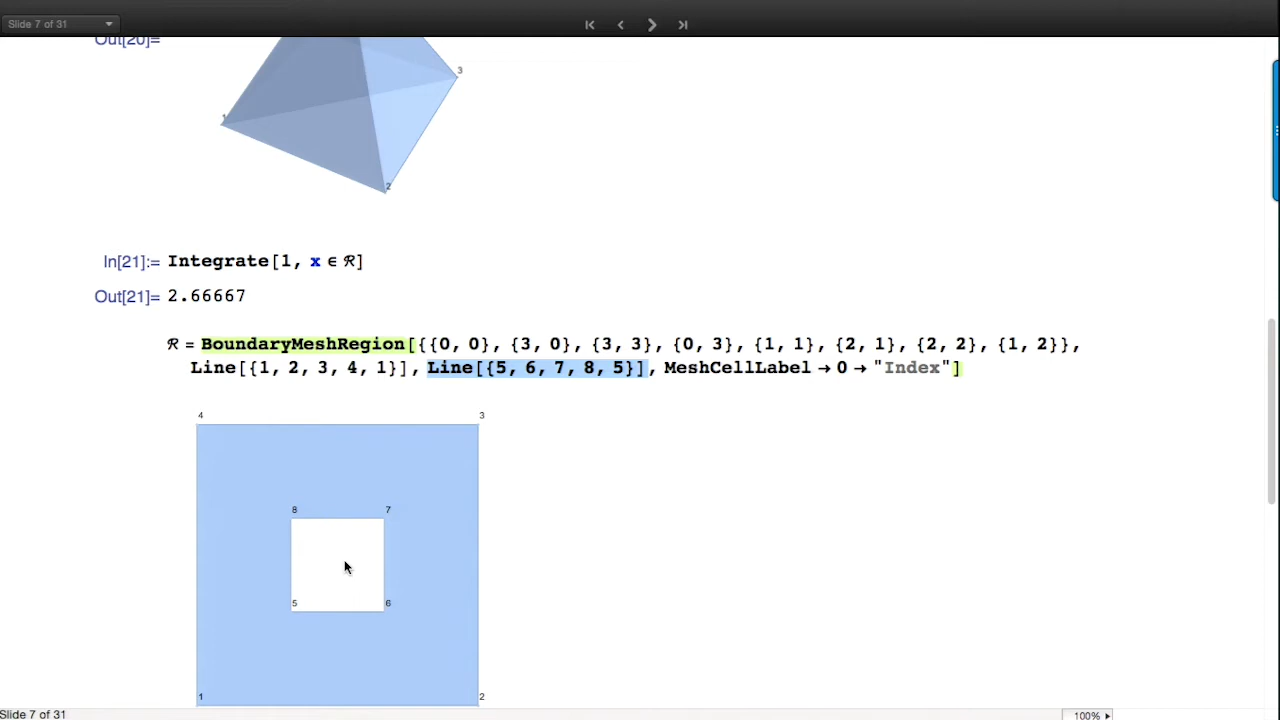 Slide 7 of 31
Out[20]=
3
1
2
In[21]:= Integrate[1, x ∈ ℛ]
Out[21]= 2.66667
ℛ = BoundaryMeshRegion[{{0, 0}, {3, 0}, {3, 3}, {0, 3}, {1, 1}, {2, 1}, {2, 2}, {1, 2}},
Line[{1, 2, 3, 4, 1}], Line[{5, 6, 7, 8, 5}], MeshCellLabel → 0 → "Index"]
4 3
8 7
5 6
1 2
Slide 7 of 31 100%